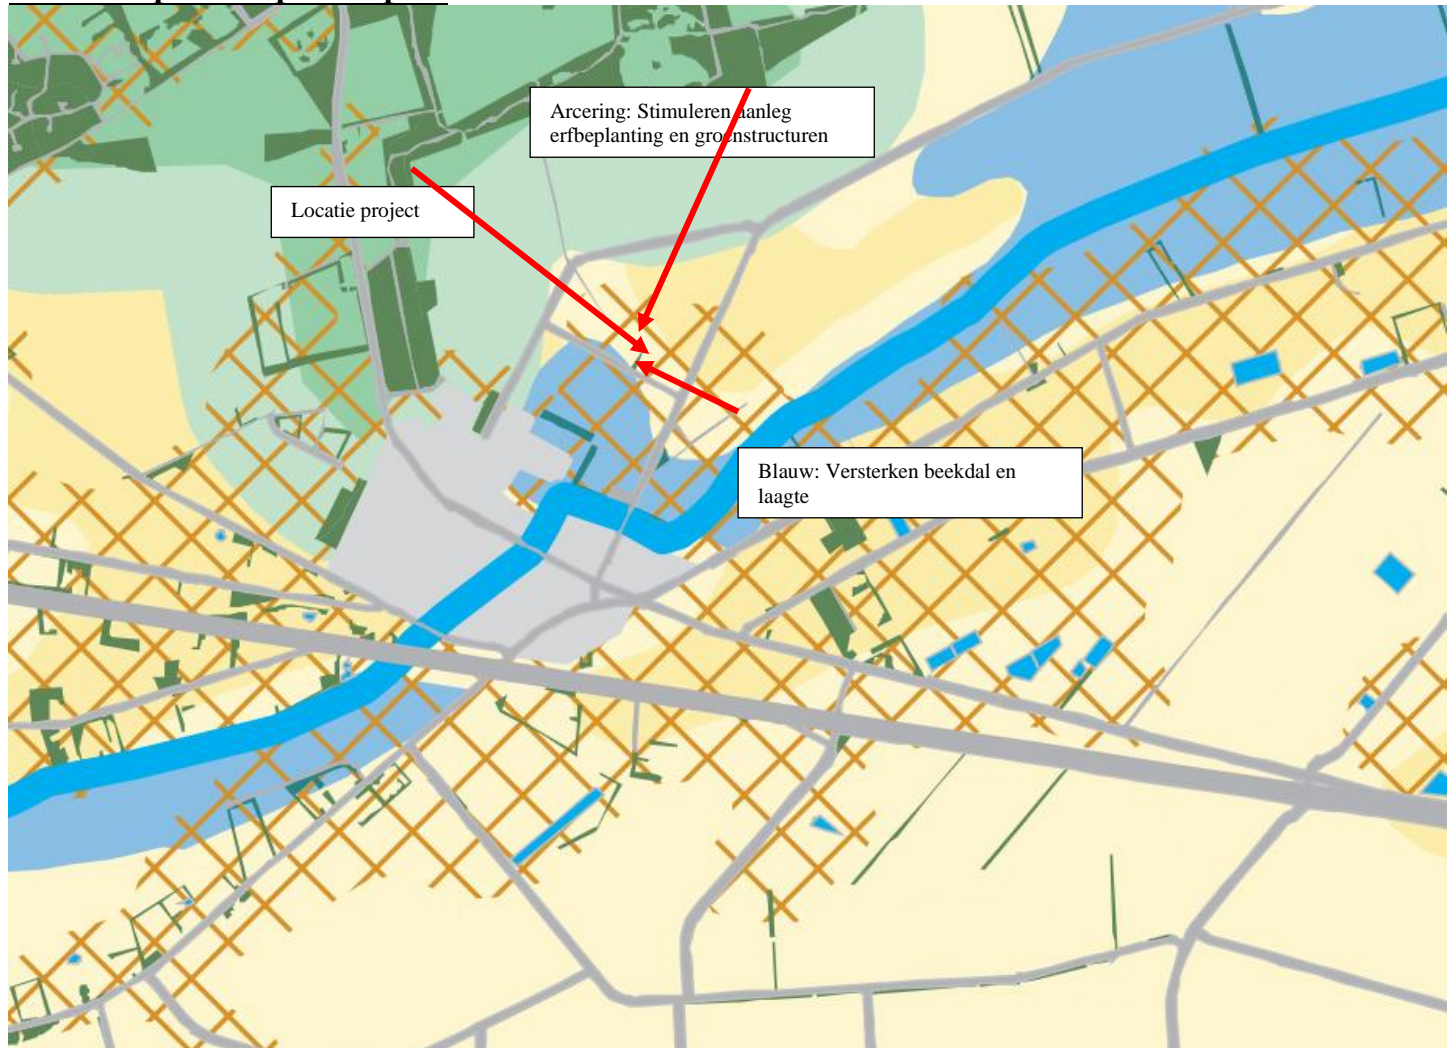 Arcering: Stimuleren aanleg
erfbeplanting en groenstructuren
Locatie project
Blauw: Versterken beekdal en
laagte